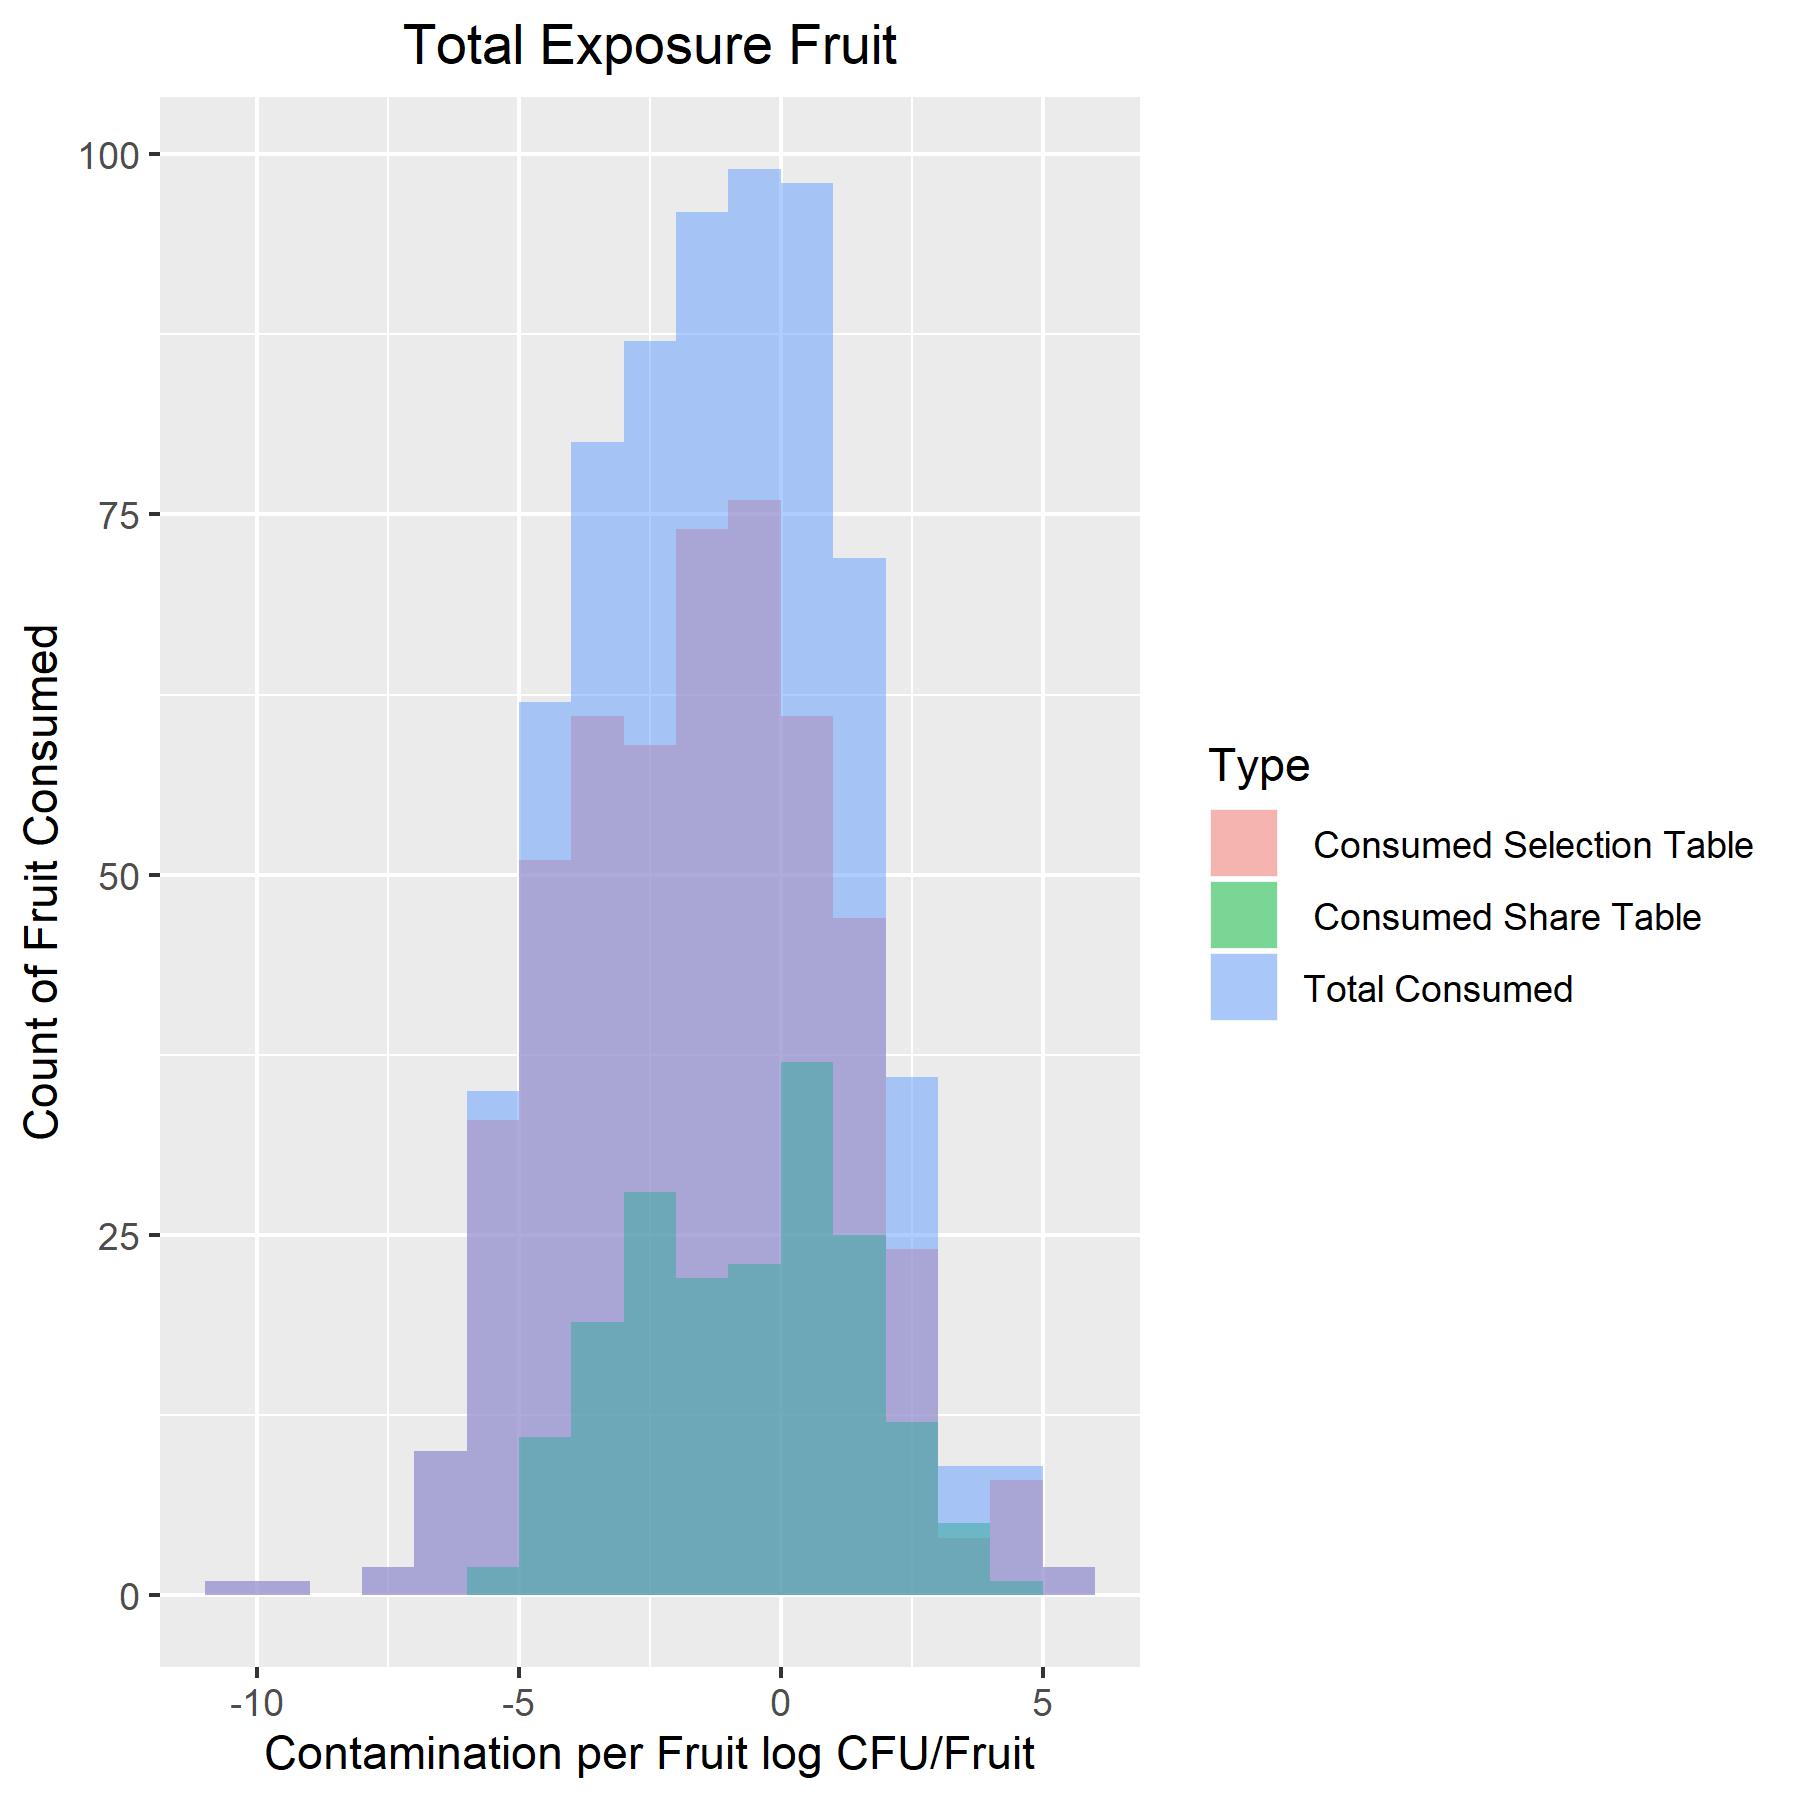 Total Exposure Fruit
100
75
50
25
0
Count of Fruit Consumed
-10
-5
0
5
Contamination per Fruit log CFU/Fruit
Type
Consumed Selection Table
Consumed Share Table
Total Consumed